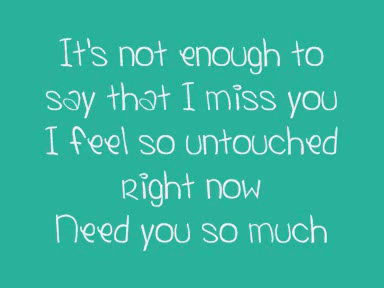 It's not enough to
say that I miss you
I feel so untouched
Right now
Need you so much